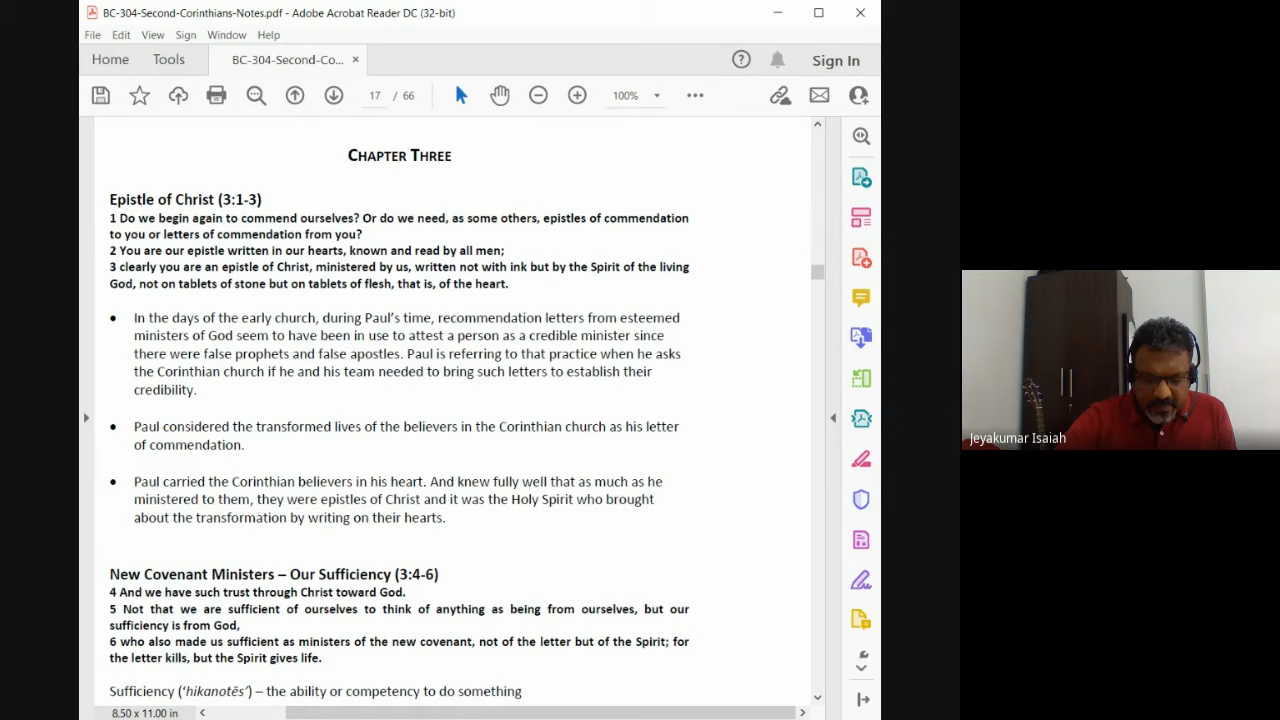 BC-304-Second-Corinthians-Notes.pdf - Adobe Acrobat Reader DC (32-bit)
File Edit View Sign Window Help
Home Tools BC-304-Second-Co... × Sign In
17 / 66 100%
CHAPTER THREE
Epistle of Christ (3:1-3)
1 Do we begin again to commend ourselves? Or do we need, as some others, epistles of commendation
to you or letters of commendation from you?
2 You are our epistle written in our hearts, known and read by all men;
3 clearly you are an epistle of Christ, ministered by us, written not with ink but by the Spirit of the living
God, not on tablets of stone but on tablets of flesh, that is, of the heart.
• In the days of the early church, during Paul's time, recommendation letters from esteemed
ministers of God seem to have been in use to attest a person as a credible minister since
there were false prophets and false apostles. Paul is referring to that practice when he asks
the Corinthian church if he and his team needed to bring such letters to establish their
credibility.
• Paul considered the transformed lives of the believers in the Corinthian church as his letter
of commendation.
• Paul carried the Corinthian believers in his heart. And knew fully well that as much as he
ministered to them, they were epistles of Christ and it was the Holy Spirit who brought
about the transformation by writing on their hearts.
New Covenant Ministers – Our Sufficiency (3:4-6)
4 And we have such trust through Christ toward God.
5 Not that we are sufficient of ourselves to think of anything as being from ourselves, but our
sufficiency is from God,
6 who also made us sufficient as ministers of the new covenant, not of the letter but of the Spirit; for
the letter kills, but the Spirit gives life.
Sufficiency ('hikanotēs') – the ability or competency to do something
8.50 x 11.00 in
Jeyakumar Isaiah